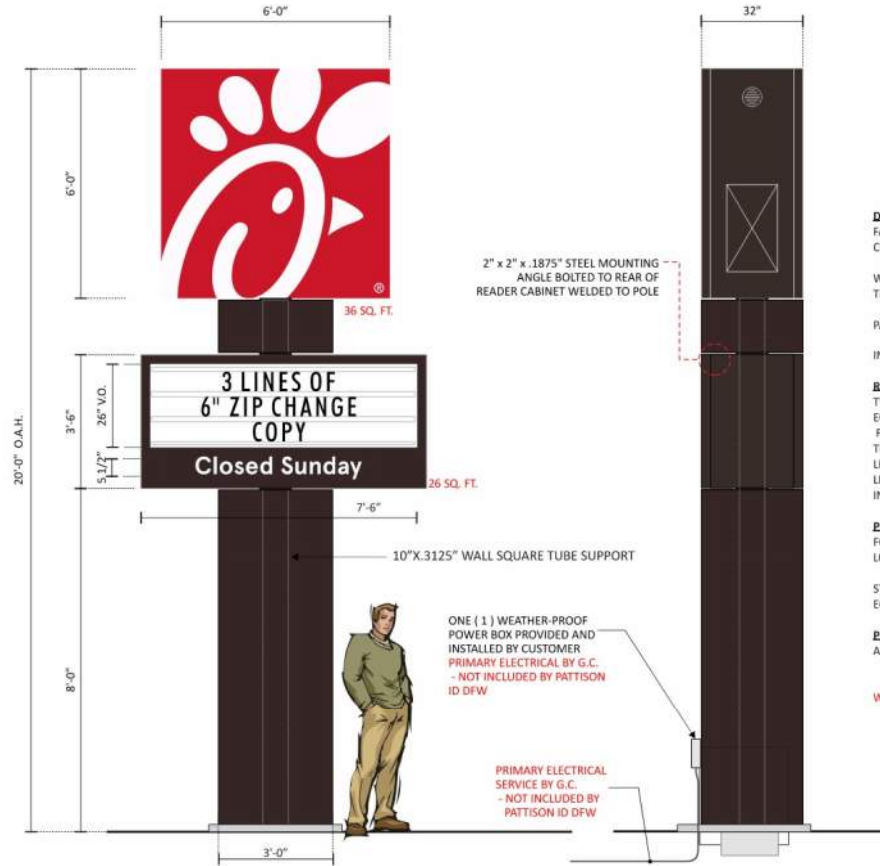 6'-0"
32"
6'-0"
20'-0" O.A.H.
®
36 SQ. FT.
2" x 2" x .1875" STEEL MOUNTING
ANGLE BOLTED TO REAR OF
READER CABINET WELDED TO POLE
3'-6"
26" V.O.
5 1/2"
3 LINES OF
6" ZIP CHANGE
COPY
Closed Sunday
26 SQ. FT.
7'-6"
10"X.3125" WALL SQUARE TUBE SUPPORT
8'-0"
ONE ( 1 ) WEATHER-PROOF
POWER BOX PROVIDED AND
INSTALLED BY CUSTOMER
PRIMARY ELECTRICAL BY G.C.
- NOT INCLUDED BY PATTISON
ID DFW
PRIMARY ELECTRICAL
SERVICE BY G.C.
- NOT INCLUDED BY
PATTISON ID DFW
3'-0"